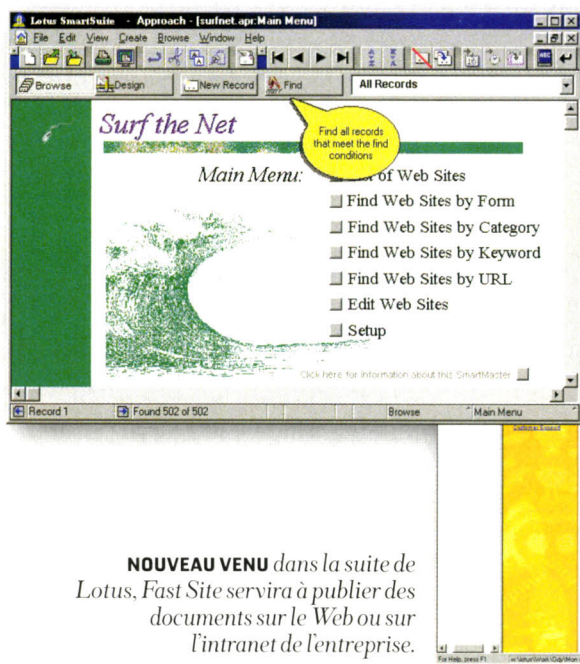 Lotus SmartSuite - Approach - [surfnet.apr:Main Menu]
File Edit View Create Browse Window Help
Browse Design New Record Find All Records
Surf the Net
Find all records
that meet the find
conditions
Main Menu:
of Web Sites
Find Web Sites by Form
Find Web Sites by Category
Find Web Sites by Keyword
Find Web Sites by URL
Edit Web Sites
Setup
Click here for information about this SmartMaster
Record 1 Found 502 of 502 Browse Main Menu
NOUVEAU VENU dans la suite de
Lotus, Fast Site servira à publier des
documents sur le Web ou sur
l'intranet de l'entreprise.
For Help, press F1